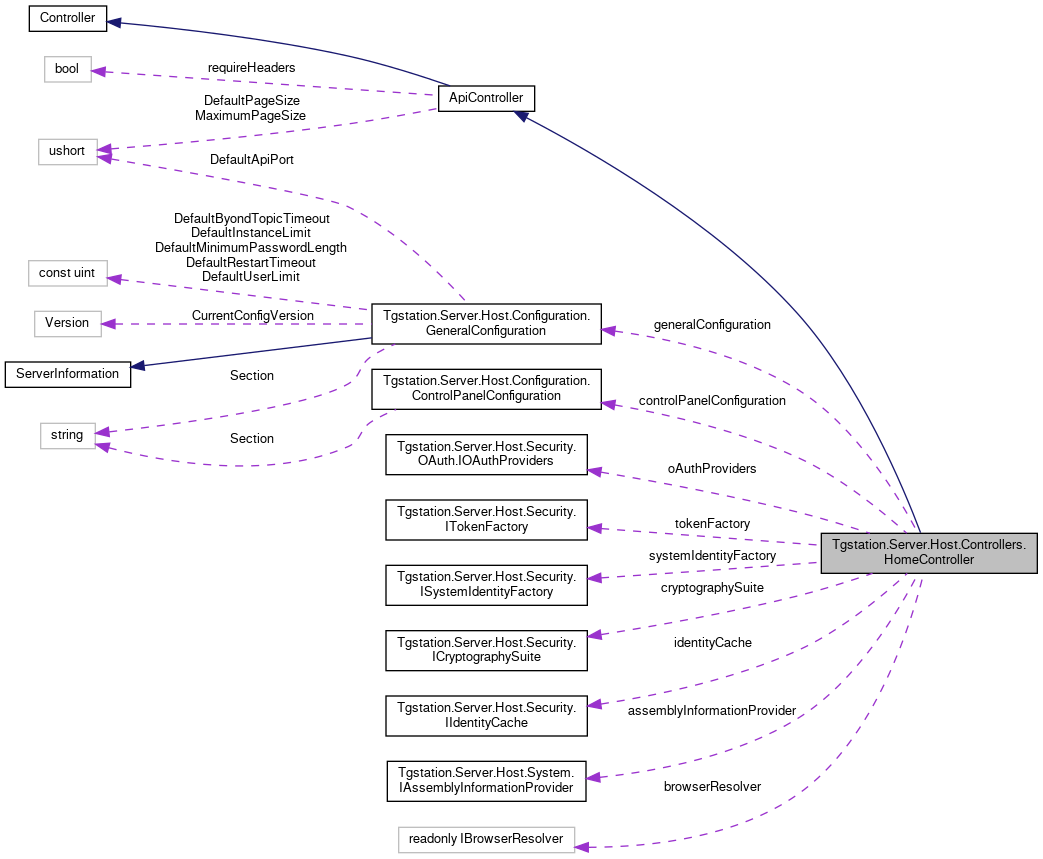 Controller
bool
requireHeaders
ApiController
DefaultPageSize
MaximumPageSize
ushort
DefaultApiPort
DefaultByondTopicTimeout
DefaultInstanceLimit
DefaultMinimumPasswordLength
DefaultRestartTimeout
DefaultUserLimit
const uint
Version
CurrentConfigVersion
Tgstation.Server.Host.Configuration.
GeneralConfiguration
generalConfiguration
ServerInformation
Section
Tgstation.Server.Host.Configuration.
ControlPanelConfiguration
controlPanelConfiguration
string
Section
Tgstation.Server.Host.Security.
OAuth.IOAuthProviders
oAuthProviders
Tgstation.Server.Host.Security.
ITokenFactory
tokenFactory
Tgstation.Server.Host.Controllers.
HomeController
systemIdentityFactory
Tgstation.Server.Host.Security.
ISystemIdentityFactory
cryptographySuite
Tgstation.Server.Host.Security.
ICryptographySuite
identityCache
Tgstation.Server.Host.Security.
IIdentityCache
assemblyInformationProvider
Tgstation.Server.Host.System.
IAssemblyInformationProvider
browserResolver
readonly IBrowserResolver